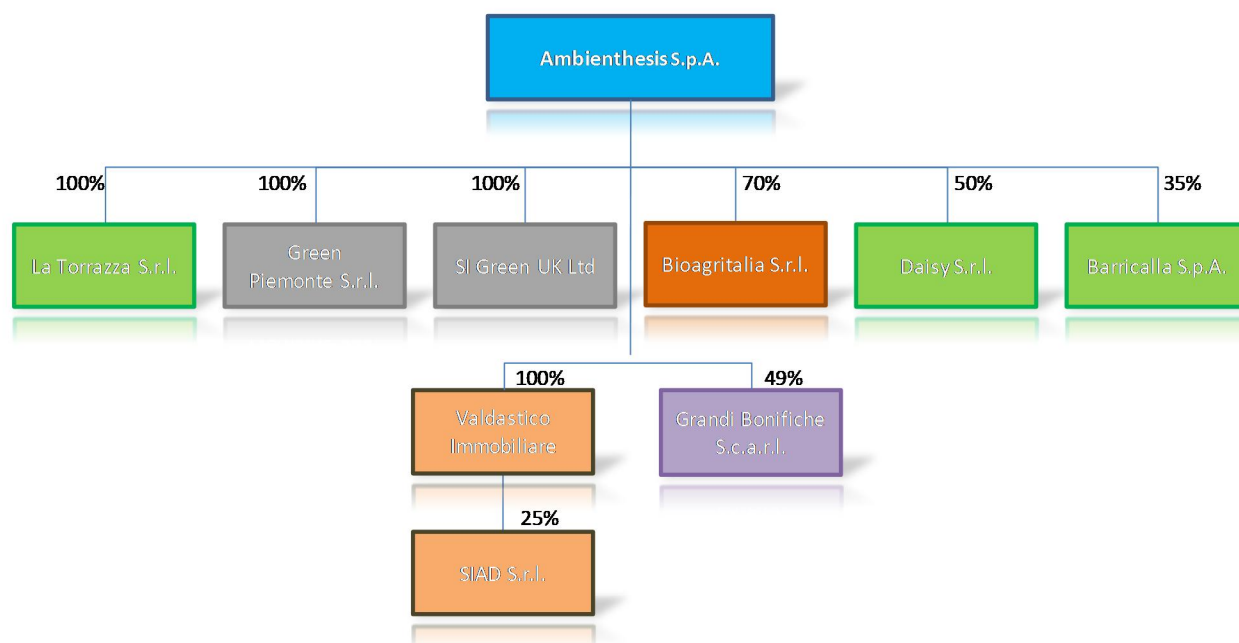 Ambienthesis S.p.A.
100%
100%
100%
70%
50%
35%
La Torrazza S.r.l.
Green
Piemonte S.r.l.
SI Green UK Ltd
Bioagritalia S.r.l.
Daisy S.r.l.
Barricalla S.p.A.
100%
49%
Valdastico
Immobiliare
Grandi Bonifiche
S.c.a.r.l.
25%
SIAD S.r.l.